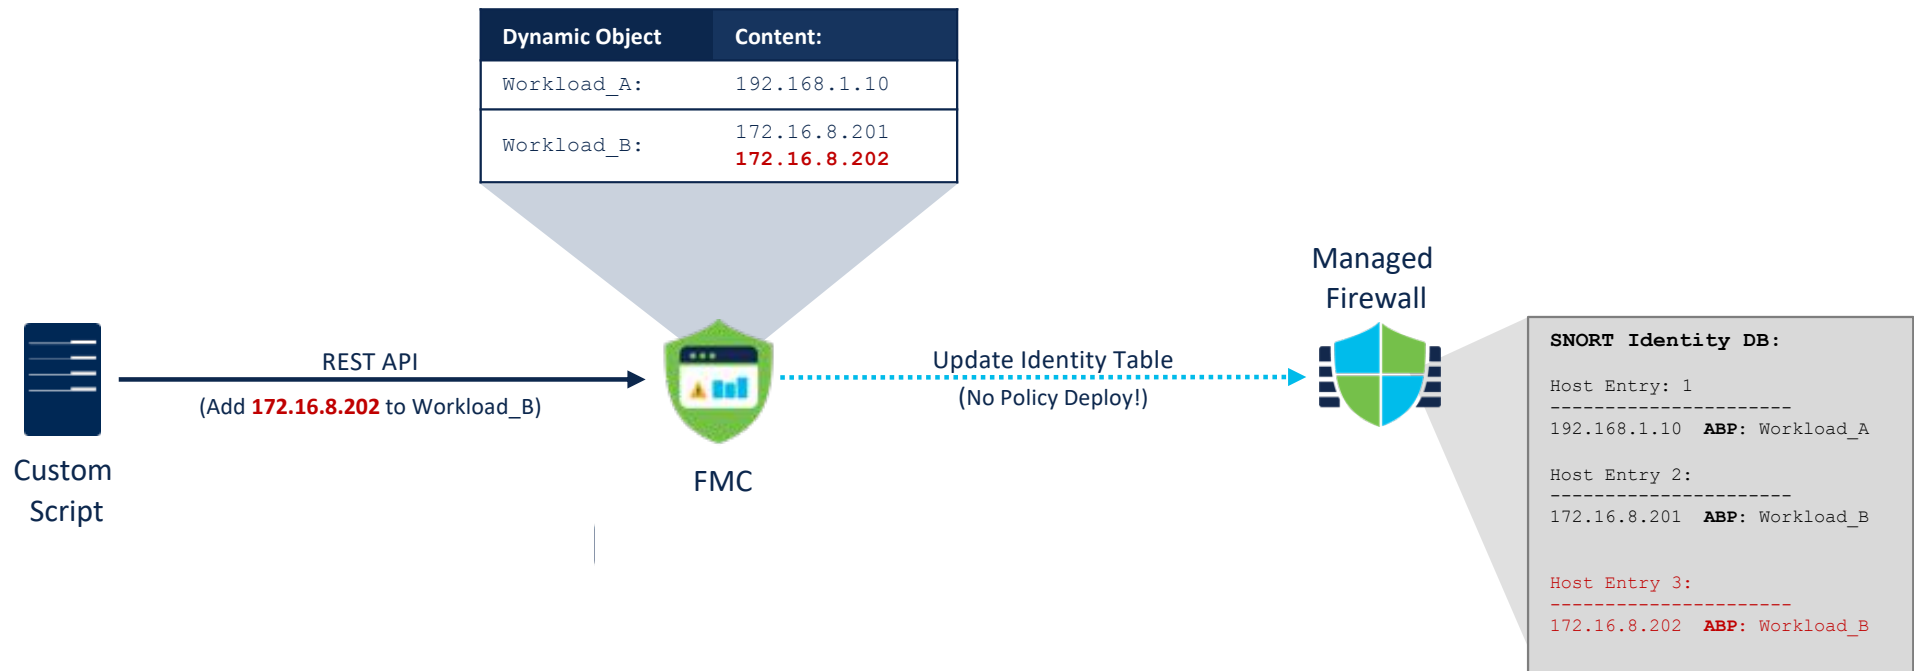 Dynamic Object Content:
Workload_A: 192.168.1.10
Workload_B: 172.16.8.201
172.16.8.202
Custom
Script
REST API
(Add 172.16.8.202 to Workload_B)
FMC
Update Identity Table
(No Policy Deploy!)
Managed
Firewall
SNORT Identity DB:
Host Entry: 1
----------------------
192.168.1.10 ABP: Workload_A
Host Entry 2:
----------------------
172.16.8.201 ABP: Workload_B
Host Entry 3:
----------------------
172.16.8.202 ABP: Workload_B